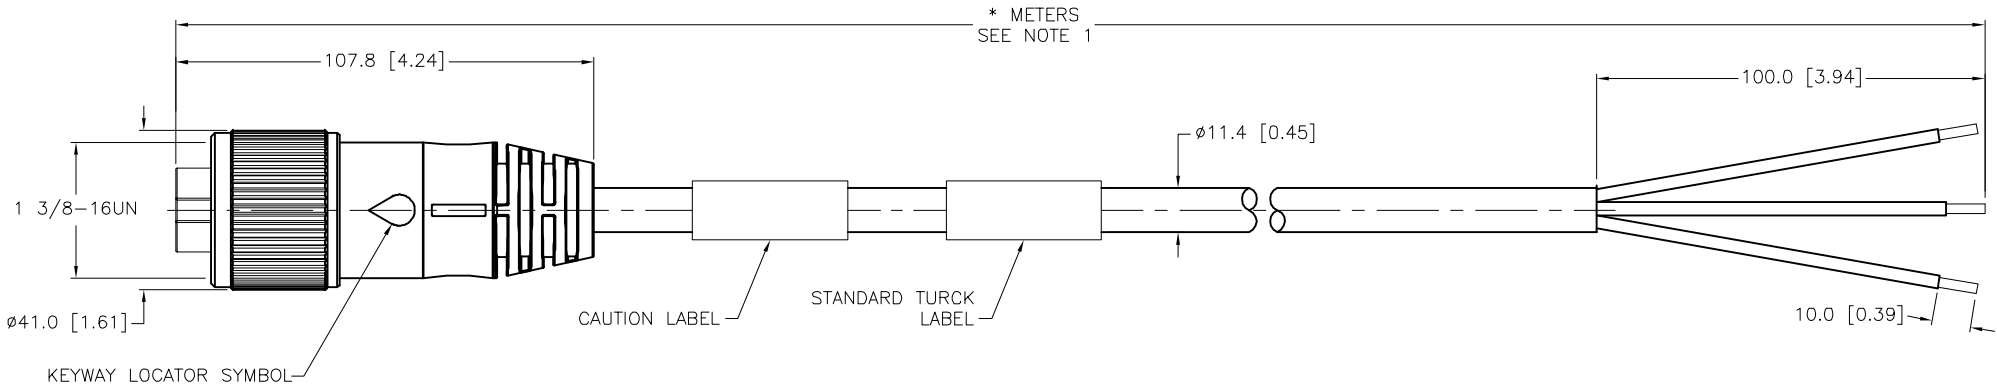 * METERS
SEE NOTE 1
107.8 [4.24]
100.0 [3.94]
ø11.4 [0.45]
1 3/8-16UN
STANDARD TURCK
LABEL
CAUTION LABEL
10.0 [0.39]
ø41.0 [1.61]
KEYWAY LOCATOR SYMBOL